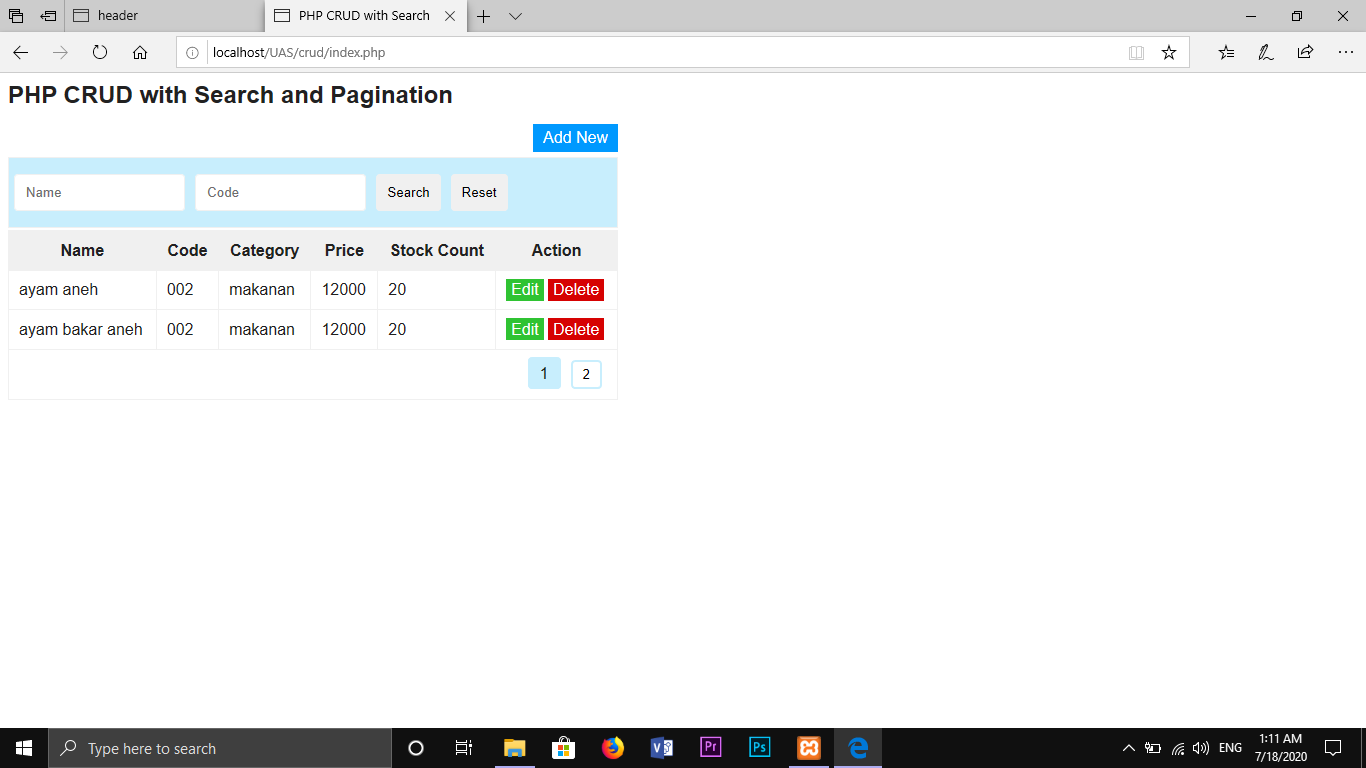 header
PHP CRUD with Search
localhost/UAS/crud/index.php
PHP CRUD with Search and Pagination
Add New
Name Code Search Reset
Name Code Category Price Stock Count Action
ayam aneh 002 makanan 12000 20 Edit Delete
ayam bakar aneh 002 makanan 12000 20 Edit Delete
1 2
Type here to search
Pr
Ps
ENG
1:11 AM
7/18/2020